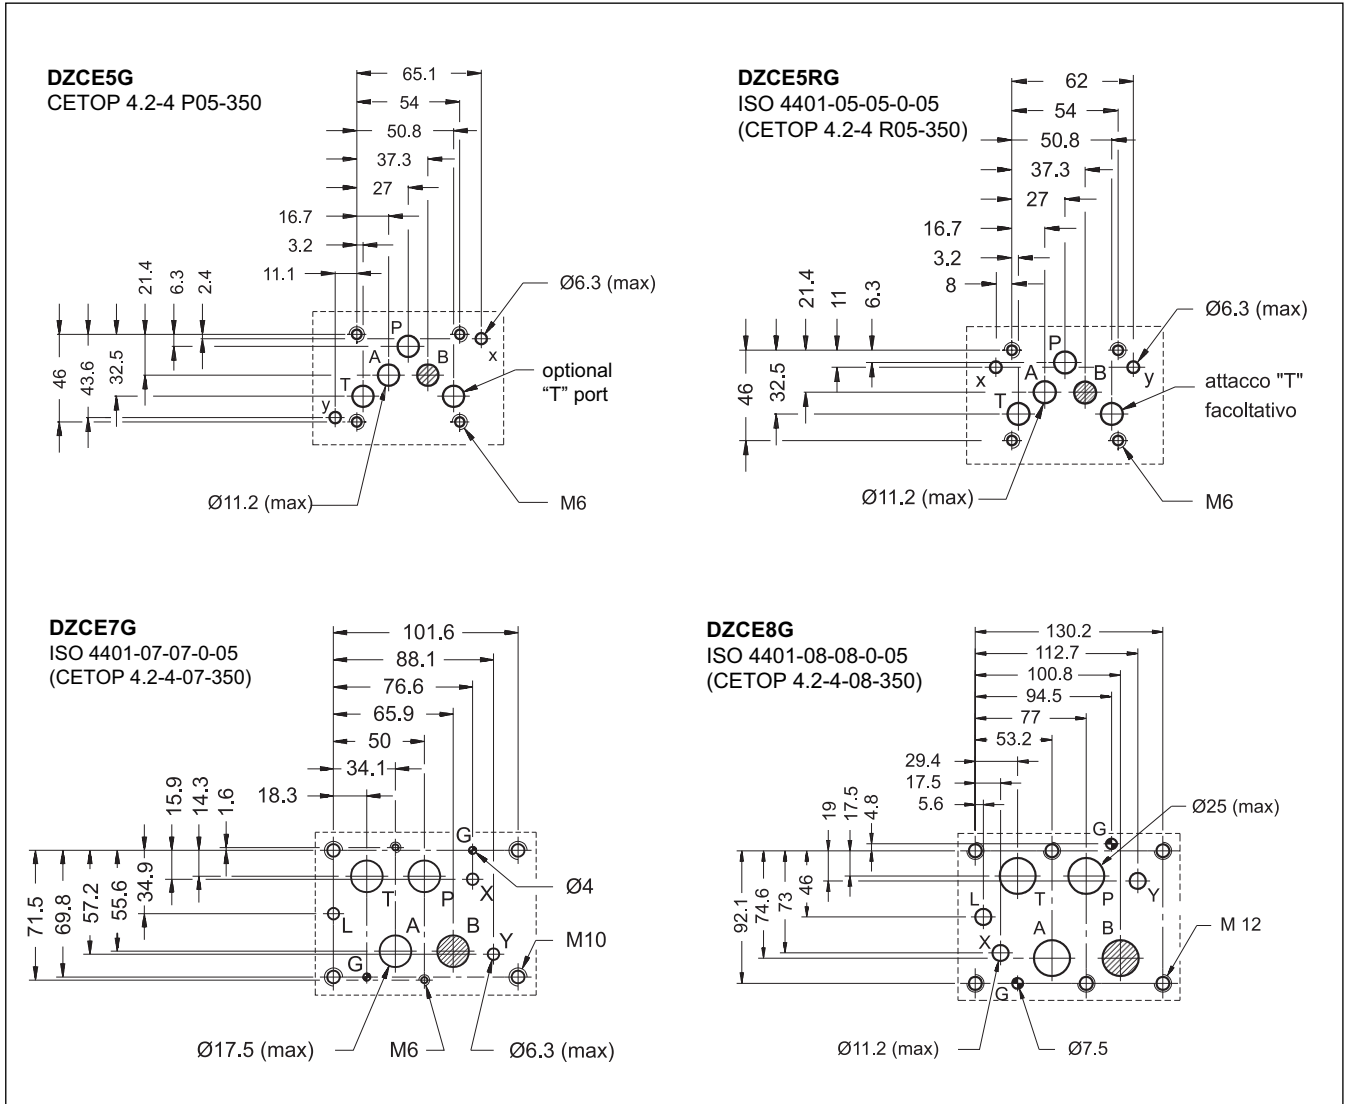 DZCE5G
CETOP 4.2-4 P05-350
65.1
54
50.8
37.3
27
16.7
3.2
11.1
21.4
6.3
2.4
46
43.6
32.5
Ø6.3 (max)
P
x
A
B
T
y
optional
“T” port
Ø11.2 (max)
M6
DZCE5RG
ISO 4401-05-05-0-05
(CETOP 4.2-4 R05-350)
62
54
50.8
37.3
27
16.7
3.2
8
21.4
11
6.3
46
32.5
Ø6.3 (max)
P
x
A
B
y
T
attacco "T"
facoltativo
Ø11.2 (max)
M6
DZCE7G
ISO 4401-07-07-0-05
(CETOP 4.2-4-07-350)
101.6
88.1
76.6
65.9
50
34.1
18.3
15.9
14.3
1.6
71.5
69.8
57.2
55.6
34.9
G
Ø4
T
P
X
L
A
B
Y
M10
G
Ø17.5 (max)
M6
Ø6.3 (max)
DZCE8G
ISO 4401-08-08-0-05
(CETOP 4.2-4-08-350)
130.2
112.7
100.8
94.5
77
53.2
29.4
17.5
5.6
19
17.5
4.8
92.1
74.6
73
46
Ø25 (max)
G
T
P
Y
L
A
B
X
M 12
G
Ø11.2 (max)
Ø7.5